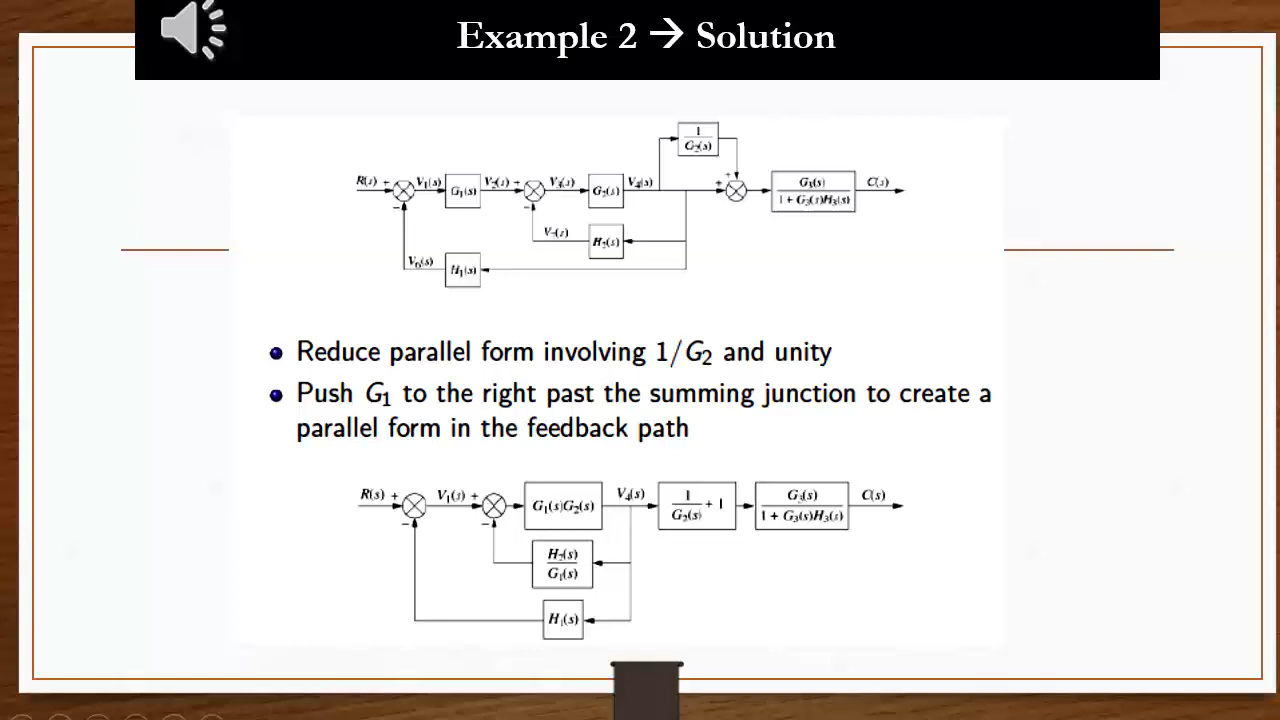 Example 2 → Solution
1
G2(s)
R(s) + V1(s) G1(s) V2(s) + V3(s) G2(s) V4(s) + + G3(s) C(s)
1 + G3(s)H3(s)
− −
V7(s) H2(s)
V6(s) H1(s)
Reduce parallel form involving 1/G2 and unity
Push G1 to the right past the summing junction to create a
parallel form in the feedback path
R(s) + V1(s) + G1(s)G2(s) V4(s) 1 + 1 G3(s) C(s)
G2(s) 1 + G3(s)H3(s)
− −
H2(s)
G1(s)
H1(s)